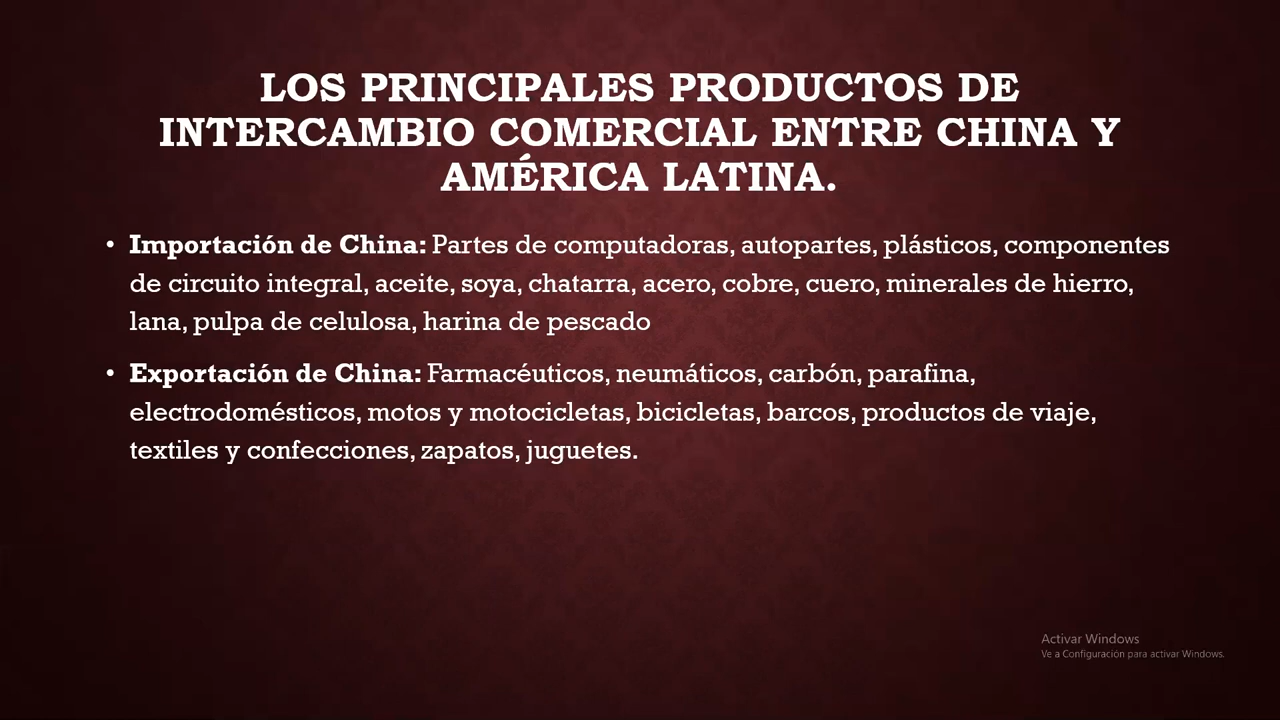 LOS PRINCIPALES PRODUCTOS DE
INTERCAMBIO COMERCIAL ENTRE CHINA Y
AMÉRICA LATINA.
• Importación de China: Partes de computadoras, autopartes, plásticos, componentes
de circuito integral, aceite, soya, chatarra, acero, cobre, cuero, minerales de hierro,
lana, pulpa de celulosa, harina de pescado
• Exportación de China: Farmacéuticos, neumáticos, carbón, parafina,
electrodomésticos, motos y motocicletas, bicicletas, barcos, productos de viaje,
textiles y confecciones, zapatos, juguetes.
Activar Windows
Ve a Configuración para activar Windows.